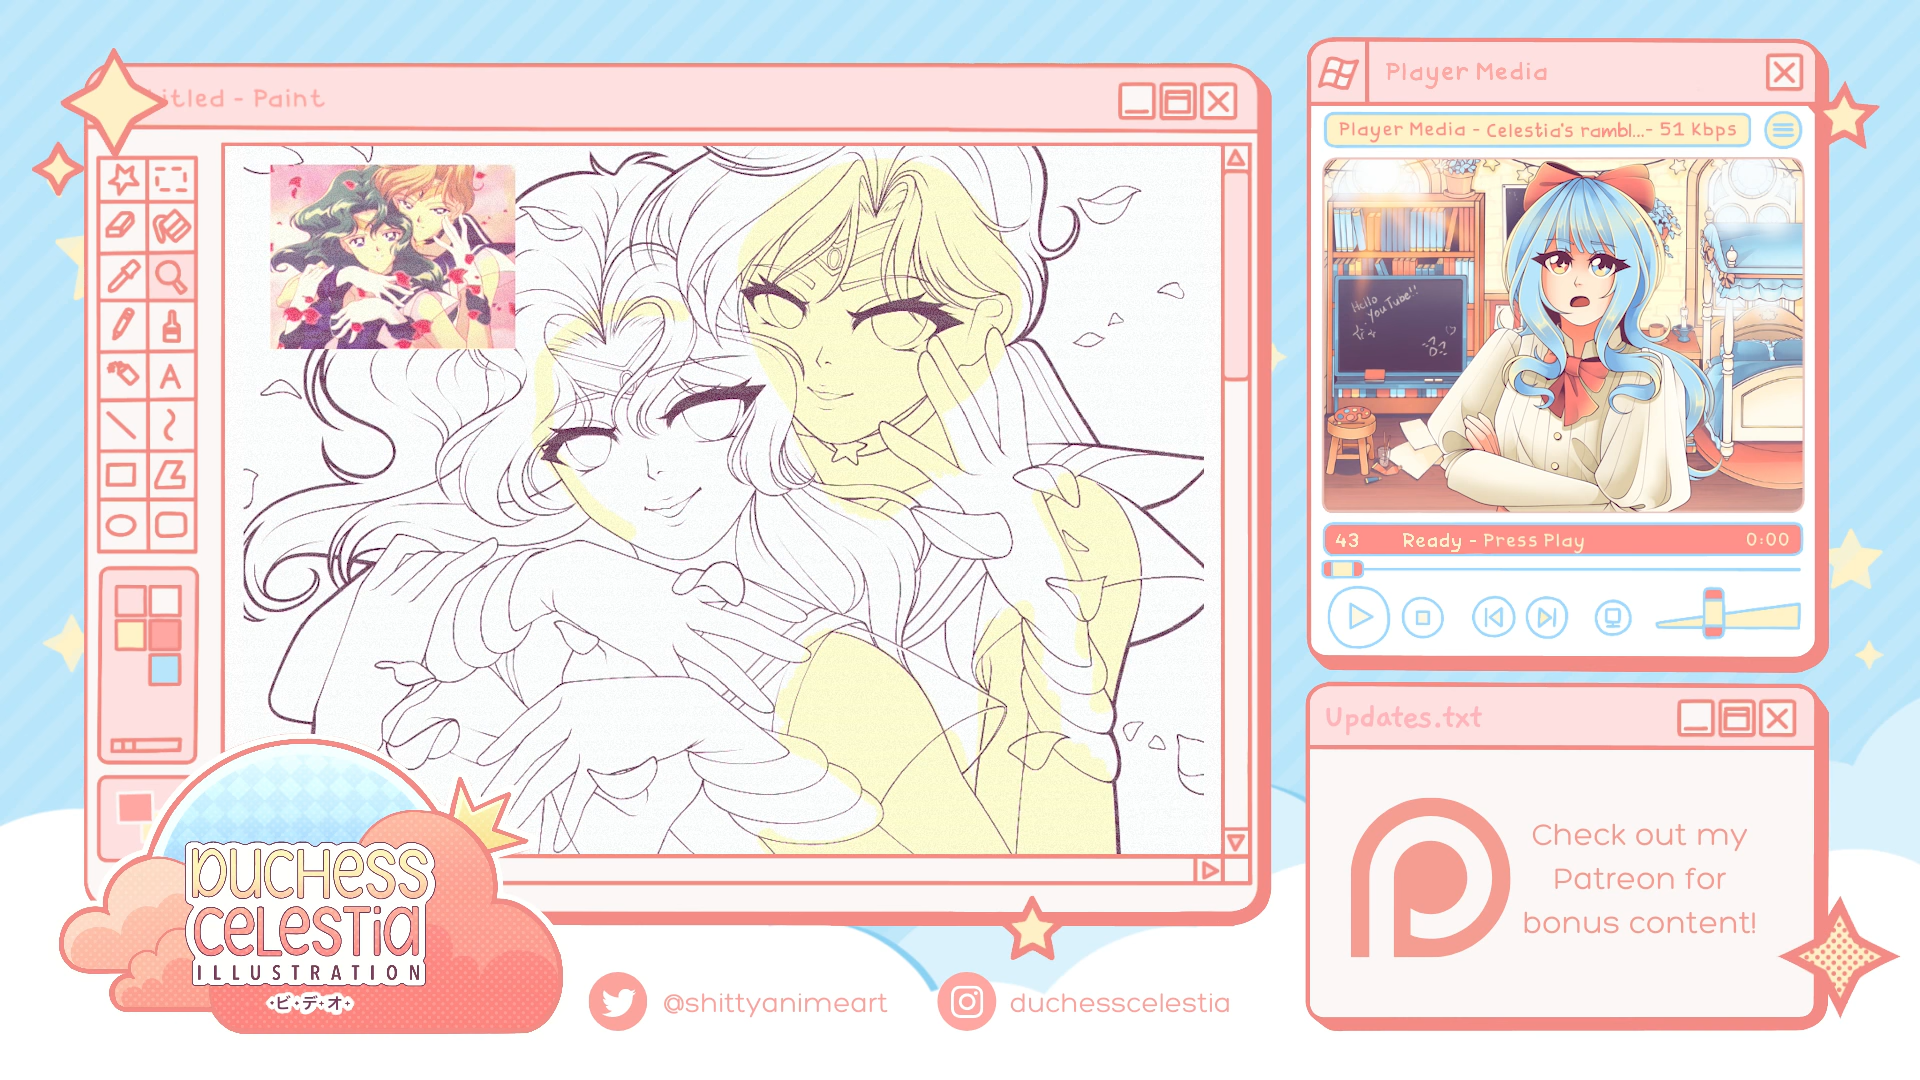 itled - Paint
A
DUCHESS
CELESTIA
ILLUSTRATION
・ビ・デ・オ・
@shittyanimeart
duchesscelestia
Player Media
Player Media - Celestia's rambl...- 51 Kbps
Hello
YouTube!!
43 Ready - Press Play 0:00
Updates.txt
Check out my
Patreon for
bonus content!